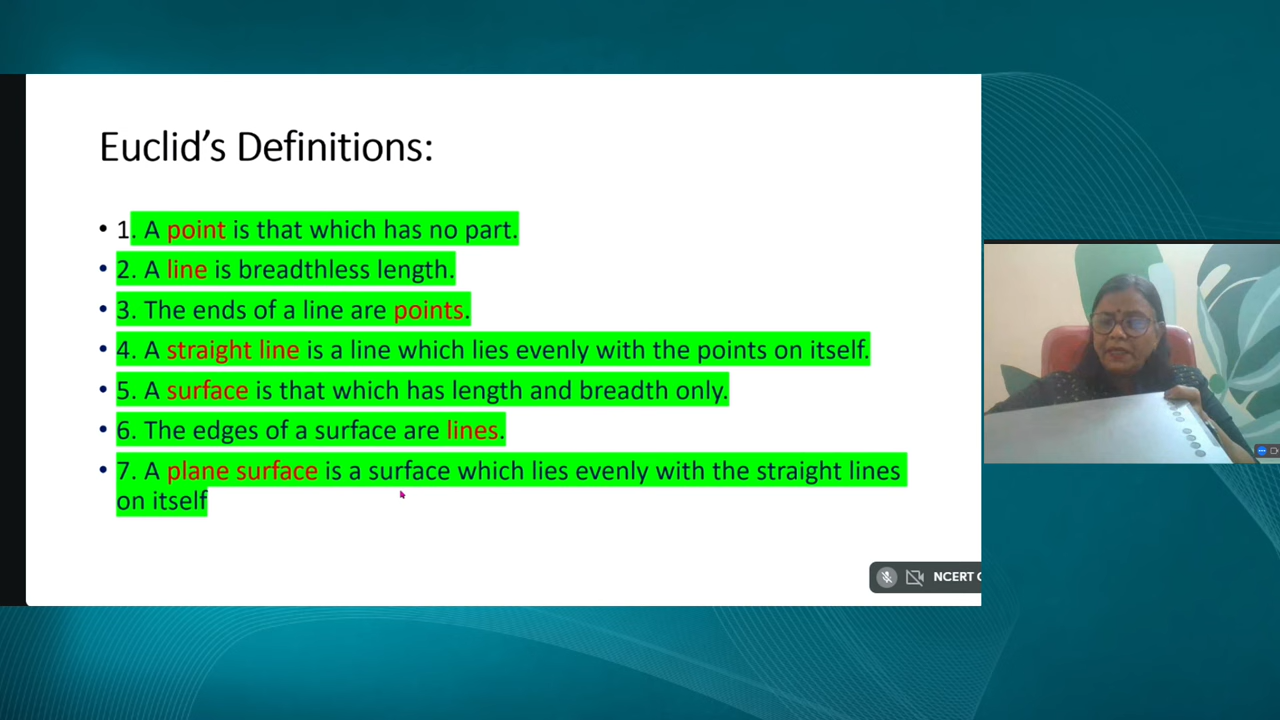 Euclid's Definitions:
• 1. A point is that which has no part.
• 2. A line is breadthless length.
• 3. The ends of a line are points.
• 4. A straight line is a line which lies evenly with the points on itself.
• 5. A surface is that which has length and breadth only.
• 6. The edges of a surface are lines.
• 7. A plane surface is a surface which lies evenly with the straight lines
on itself
NCERT